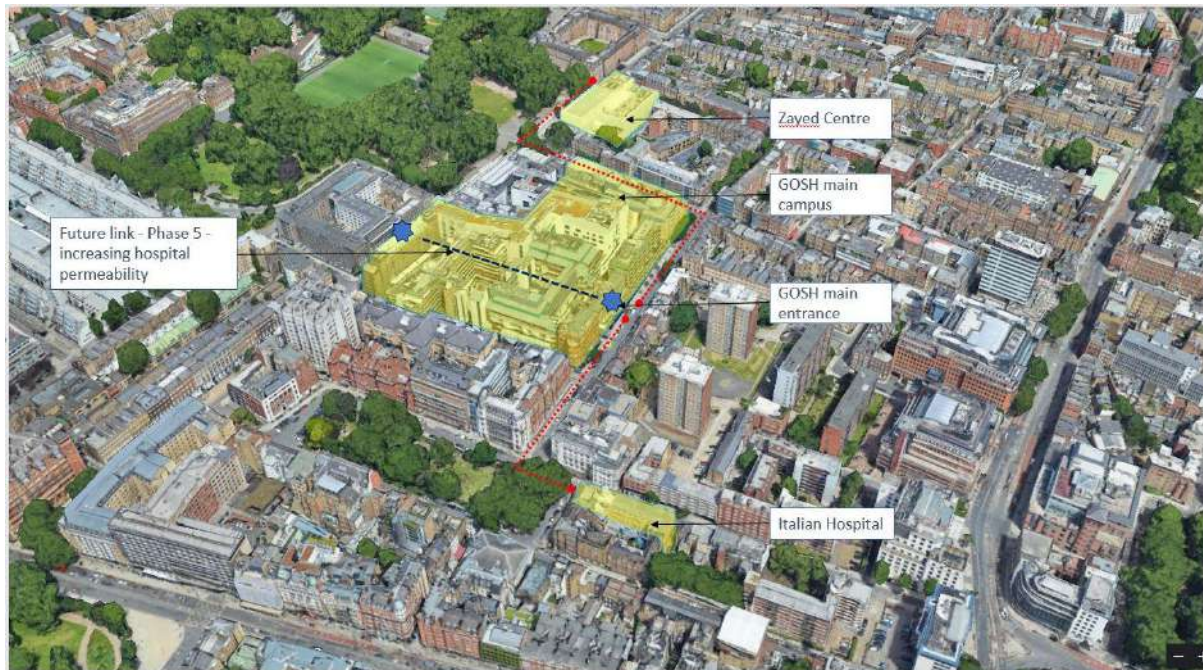 Zayed Centre
GOSH main
campus
Future link - Phase 5 -
increasing hospital
permeability
GOSH main
entrance
Italian Hospital